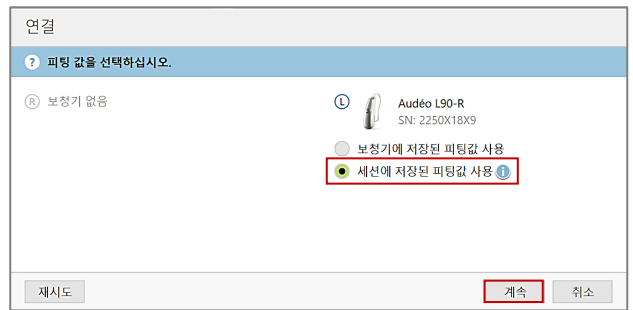 연결
? 피팅 값을 선택하십시오.
R 보청기 없음
L Audéo L90-R
SN: 2250X18X9
보청기에 저장된 피팅값 사용
세션에 저장된 피팅값 사용 i
재시도 계속 취소